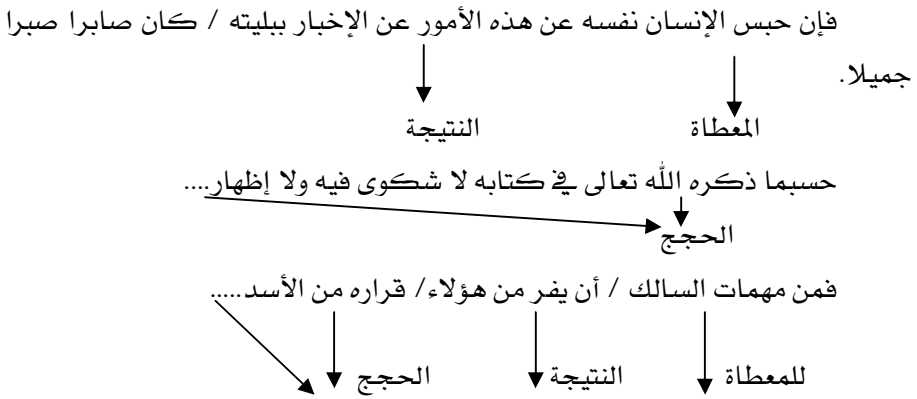 فإن حبس الإنسان نفسه عن هذه الأمور عن الإخبار ببليته / كان صابرا صبرا
جميلا.
المعطاة النتيجة
حسبما ذكره الله تعالى في كتابه لا شكوى فيه ولا إظهار....
الحجج
فمن مهمات السالك / أن يفر من هؤلاء/ قراره من الأسد.....
للمعطاة النتيجة الحجج